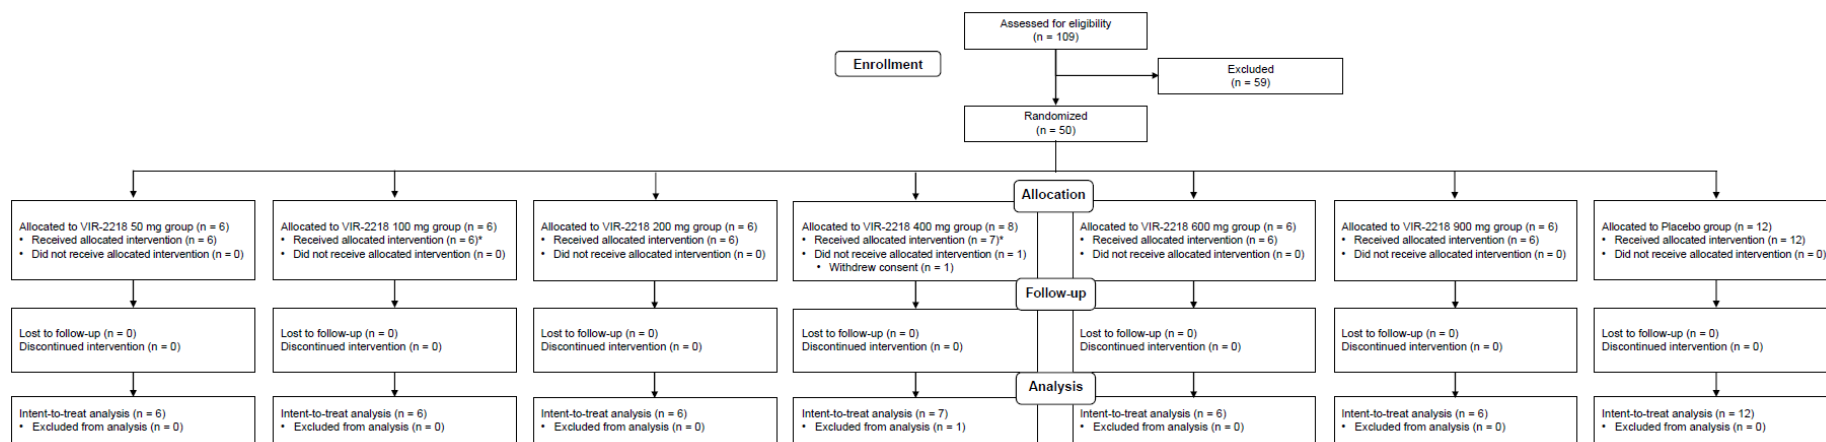 Assessed for eligibility
(n = 109)
Enrollment
Excluded
(n = 59)
Randomized
(n = 50)
Allocation
Allocated to VIR-2218 50 mg group (n = 6)
• Received allocated intervention (n = 6)
• Did not receive allocated intervention (n = 0)
Allocated to VIR-2218 100 mg group (n = 6)
• Received allocated intervention (n = 6)*
• Did not receive allocated intervention (n = 0)
Allocated to VIR-2218 200 mg group (n = 6)
• Received allocated intervention (n = 6)
• Did not receive allocated intervention (n = 0)
Allocated to VIR-2218 400 mg group (n = 8)
• Received allocated intervention (n = 7)*
• Did not receive allocated intervention (n = 1)
• Withdrew consent (n = 1)
Allocated to VIR-2218 600 mg group (n = 6)
• Received allocated intervention (n = 6)
• Did not receive allocated intervention (n = 0)
Allocated to VIR-2218 900 mg group (n = 6)
• Received allocated intervention (n = 6)
• Did not receive allocated intervention (n = 0)
Allocated to Placebo group (n = 12)
• Received allocated intervention (n = 12)
• Did not receive allocated intervention (n = 0)
Follow-up
Lost to follow-up (n = 0)
Discontinued intervention (n = 0)
Lost to follow-up (n = 0)
Discontinued intervention (n = 0)
Lost to follow-up (n = 0)
Discontinued intervention (n = 0)
Lost to follow-up (n = 0)
Discontinued intervention (n = 0)
Lost to follow-up (n = 0)
Discontinued intervention (n = 0)
Lost to follow-up (n = 0)
Discontinued intervention (n = 0)
Lost to follow-up (n = 0)
Discontinued intervention (n = 0)
Analysis
Intent-to-treat analysis (n = 6)
• Excluded from analysis (n = 0)
Intent-to-treat analysis (n = 6)
• Excluded from analysis (n = 0)
Intent-to-treat analysis (n = 6)
• Excluded from analysis (n = 0)
Intent-to-treat analysis (n = 7)
• Excluded from analysis (n = 1)
Intent-to-treat analysis (n = 6)
• Excluded from analysis (n = 0)
Intent-to-treat analysis (n = 6)
• Excluded from analysis (n = 0)
Intent-to-treat analysis (n = 12)
• Excluded from analysis (n = 0)